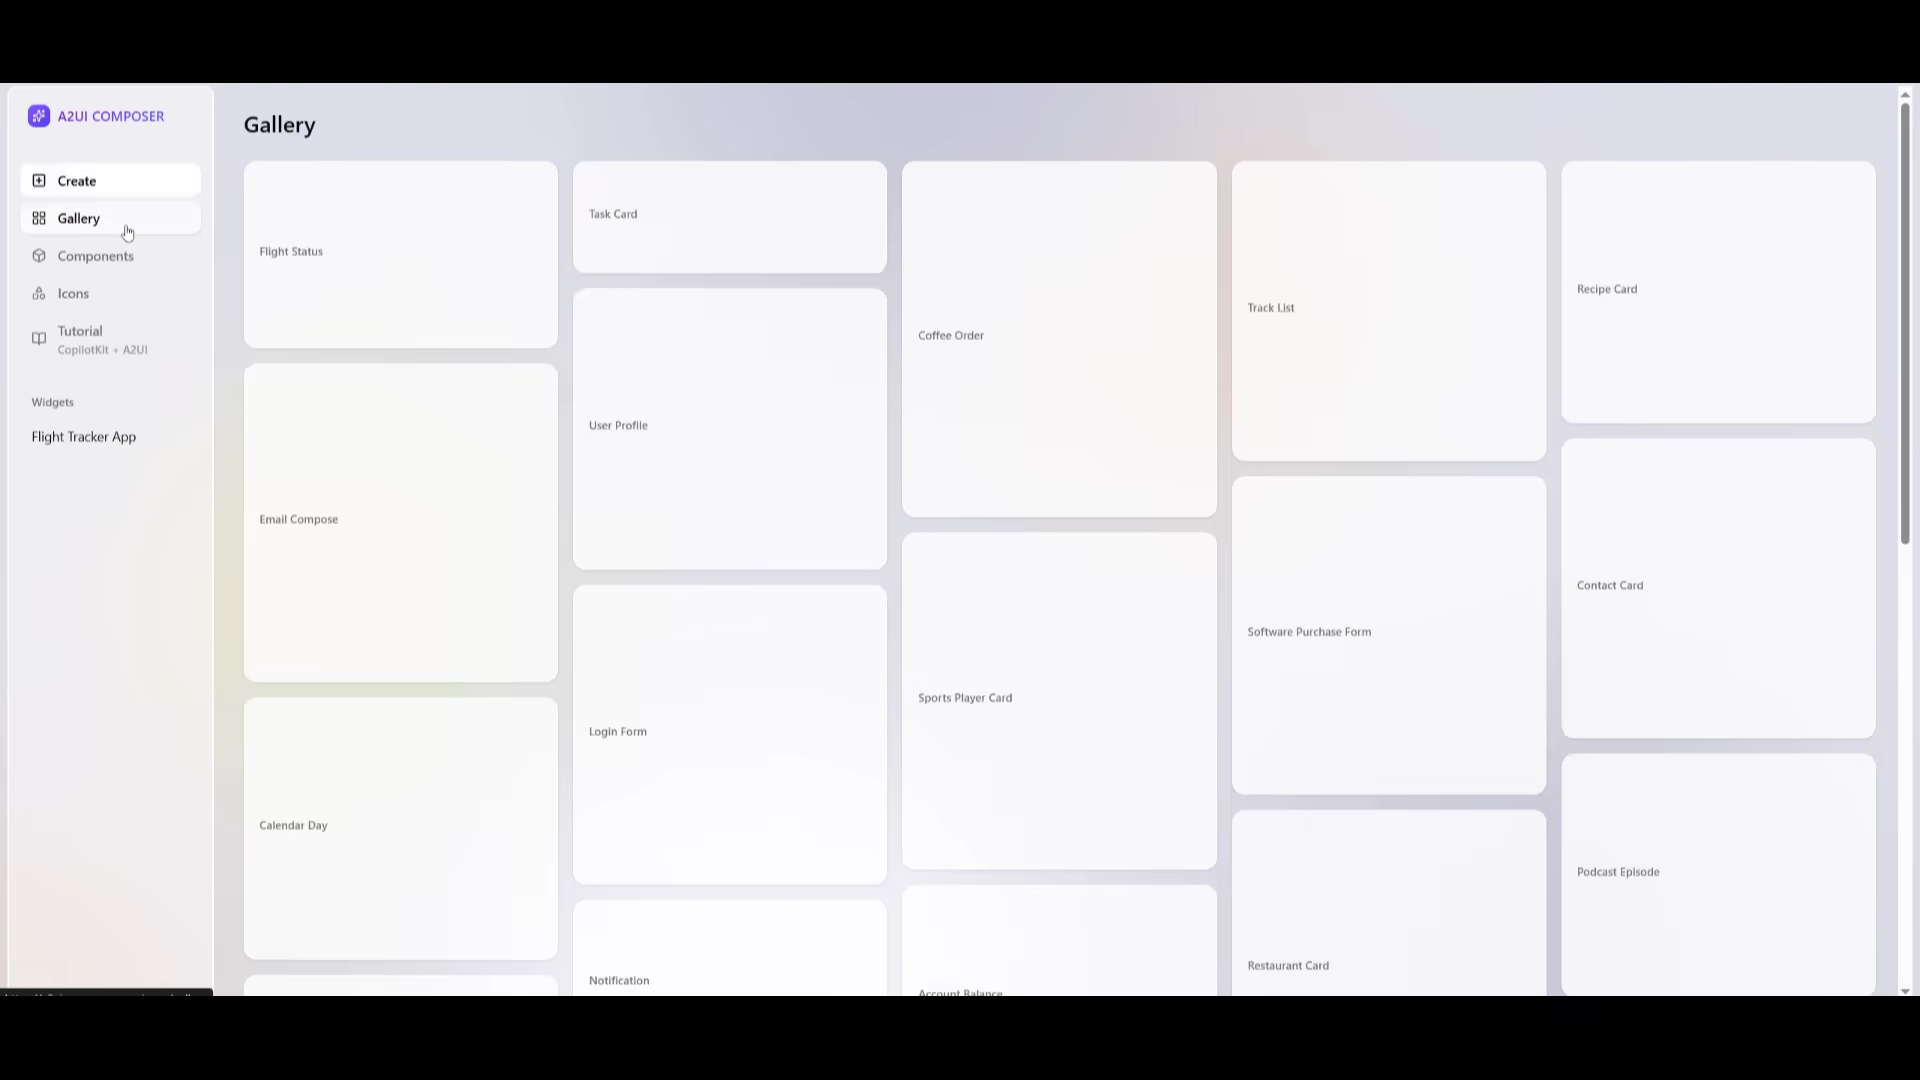 A2UI COMPOSER
Create
Gallery
Components
Icons
Tutorial
CopilotKit + A2UI
Widgets
Flight Tracker App
Gallery
Flight Status
Email Compose
Calendar Day
Task Card
User Profile
Login Form
Notification
Coffee Order
Sports Player Card
Account Balance
Track List
Software Purchase Form
Restaurant Card
Recipe Card
Contact Card
Podcast Episode